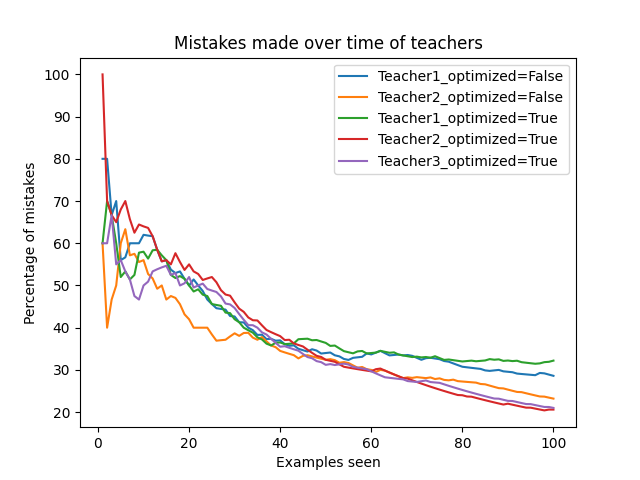 Mistakes made over time of teachers
Teacher1_optimized=False
Teacher2_optimized=False
Teacher1_optimized=True
Teacher2_optimized=True
Teacher3_optimized=True
Percentage of mistakes
100
90
80
70
60
50
40
30
20
0 20 40 60 80 100
Examples seen